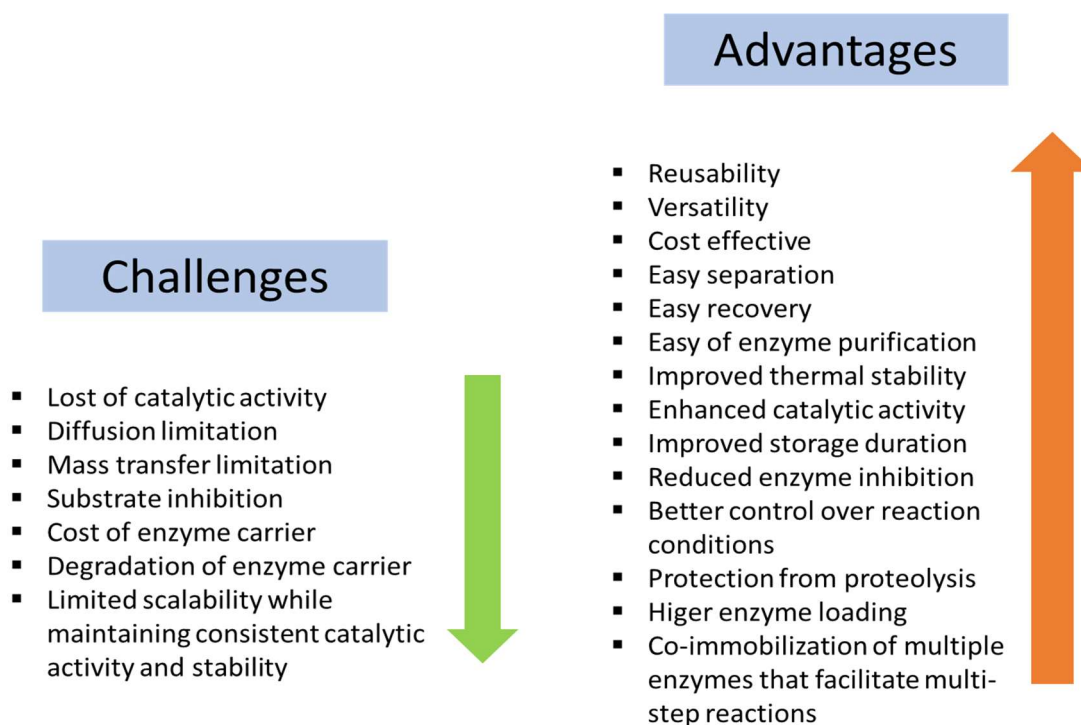 Challenges
▪ Lost of catalytic activity
▪ Diffusion limitation
▪ Mass transfer limitation
▪ Substrate inhibition
▪ Cost of enzyme carrier
▪ Degradation of enzyme carrier
▪ Limited scalability while
maintaining consistent catalytic
activity and stability
Advantages
▪ Reusability
▪ Versatility
▪ Cost effective
▪ Easy separation
▪ Easy recovery
▪ Easy of enzyme purification
▪ Improved thermal stability
▪ Enhanced catalytic activity
▪ Improved storage duration
▪ Reduced enzyme inhibition
▪ Better control over reaction
conditions
▪ Protection from proteolysis
▪ Higer enzyme loading
▪ Co-immobilization of multiple
enzymes that facilitate multi-
step reactions